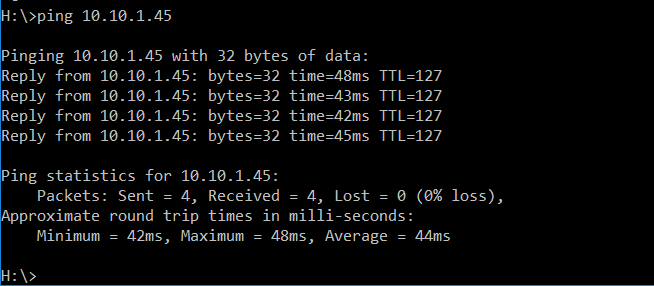 H:\>ping 10.10.1.45
Pinging 10.10.1.45 with 32 bytes of data:
Reply from 10.10.1.45: bytes=32 time=48ms TTL=127
Reply from 10.10.1.45: bytes=32 time=43ms TTL=127
Reply from 10.10.1.45: bytes=32 time=42ms TTL=127
Reply from 10.10.1.45: bytes=32 time=45ms TTL=127
Ping statistics for 10.10.1.45:
    Packets: Sent = 4, Received = 4, Lost = 0 (0% loss),
Approximate round trip times in milli-seconds:
    Minimum = 42ms, Maximum = 48ms, Average = 44ms
H:\>